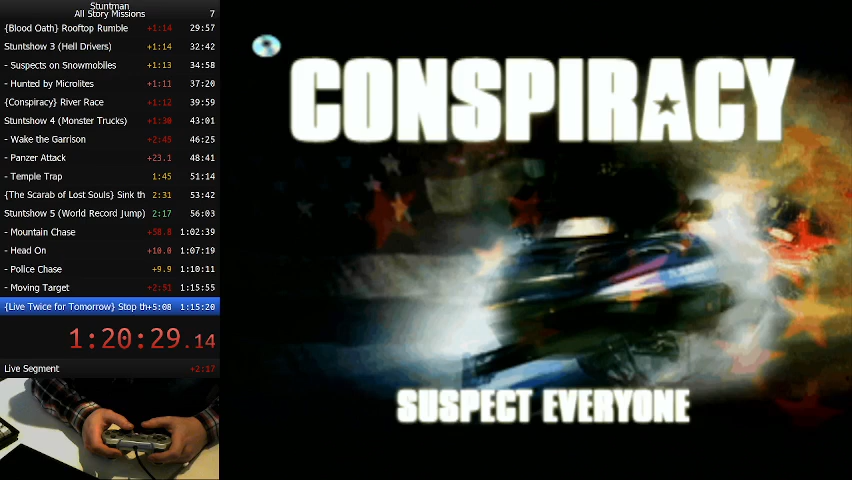 Stuntman
All Story Missions 7
{Blood Oath} Rooftop Rumble +1:14 29:57
Stuntshow 3 (Hell Drivers) +1:14 32:42
- Suspects on Snowmobiles +1:13 34:58
- Hunted by Microlites +1:11 37:20
{Conspiracy} River Race +1:12 39:59
Stuntshow 4 (Monster Trucks) +1:30 43:01
- Wake the Garrison +2:45 46:25
- Panzer Attack +23.1 48:41
- Temple Trap 1:45 51:14
{The Scarab of Lost Souls} Sink th 2:31 53:42
Stuntshow 5 (World Record Jump) 2:17 56:03
- Mountain Chase +58.8 1:02:39
- Head On +10.0 1:07:19
- Police Chase +9.9 1:10:11
- Moving Target +2:51 1:15:55
{Live Twice for Tomorrow} Stop th +5:08 1:15:20
1:20:29.14
Live Segment +2:17
CONSPIRACY
SUSPECT EVERYONE